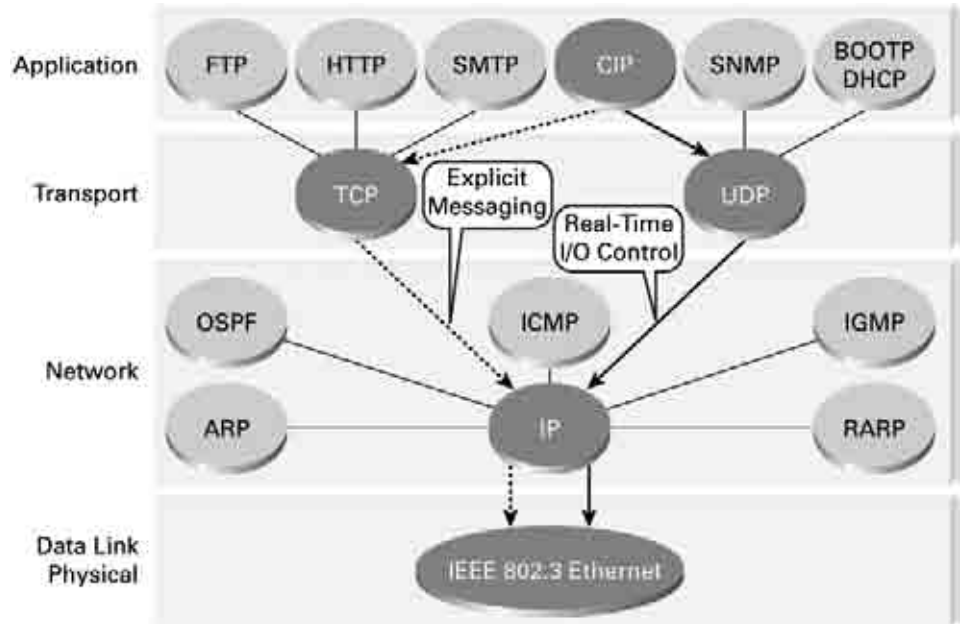 Application
FTP
HTTP
SMTP
CIP
SNMP
BOOTP
DHCP
Transport
TCP
Explicit
Messaging
Real-Time
I/O Control
UDP
Network
OSPF
ICMP
IGMP
ARP
IP
RARP
Data Link
Physical
IEEE 802.3 Ethernet